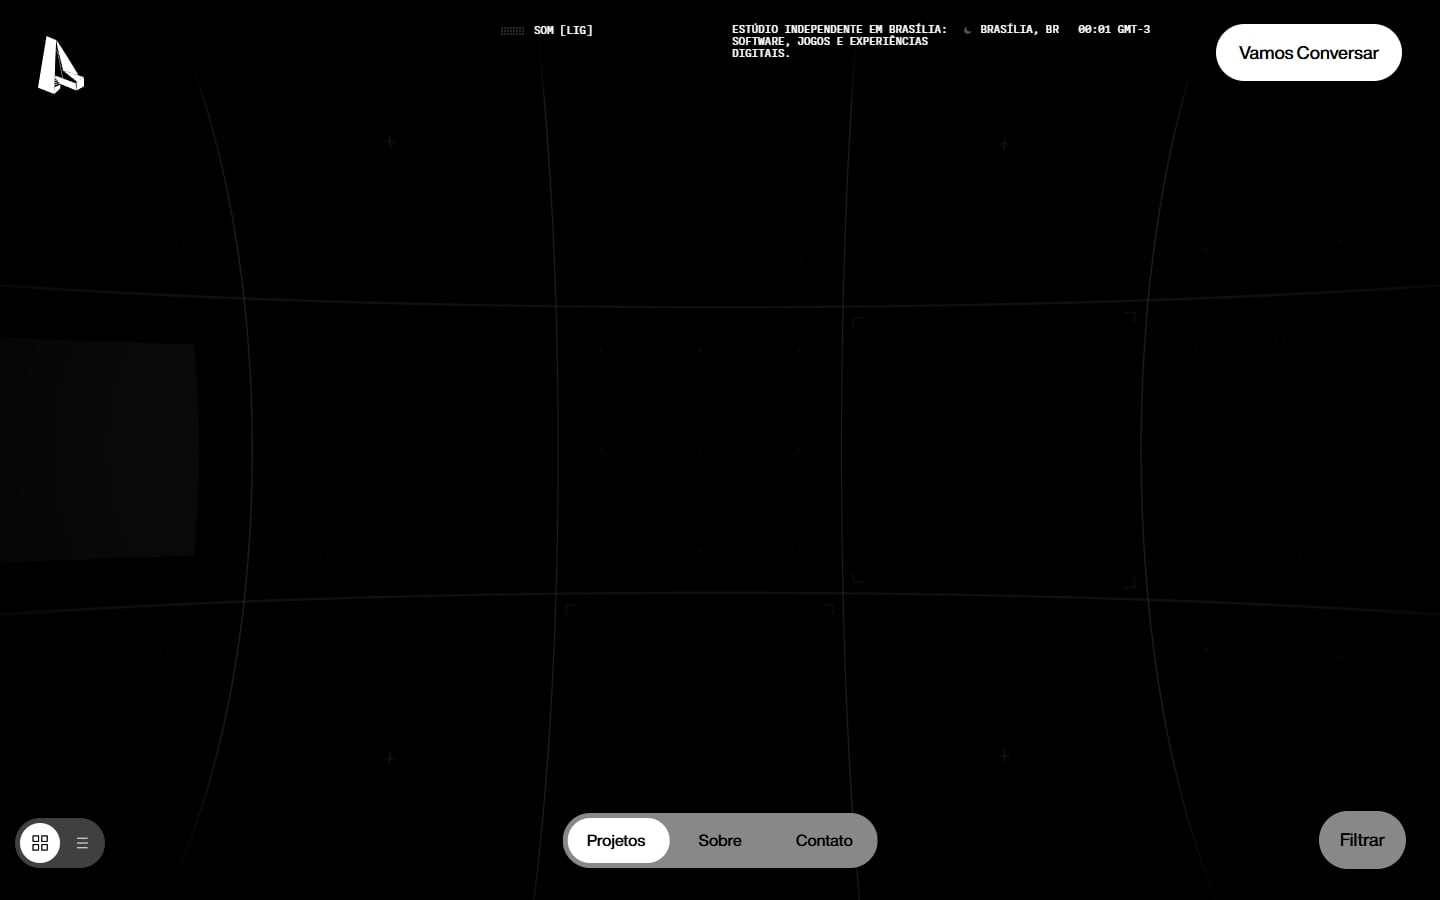 SOM [LIG]
ESTÚDIO INDEPENDENTE EM BRASÍLIA:
SOFTWARE, JOGOS E EXPERIÊNCIAS
DIGITAIS.
BRASÍLIA, BR
00:01 GMT-3
Vamos Conversar
Projetos
Sobre
Contato
Filtrar